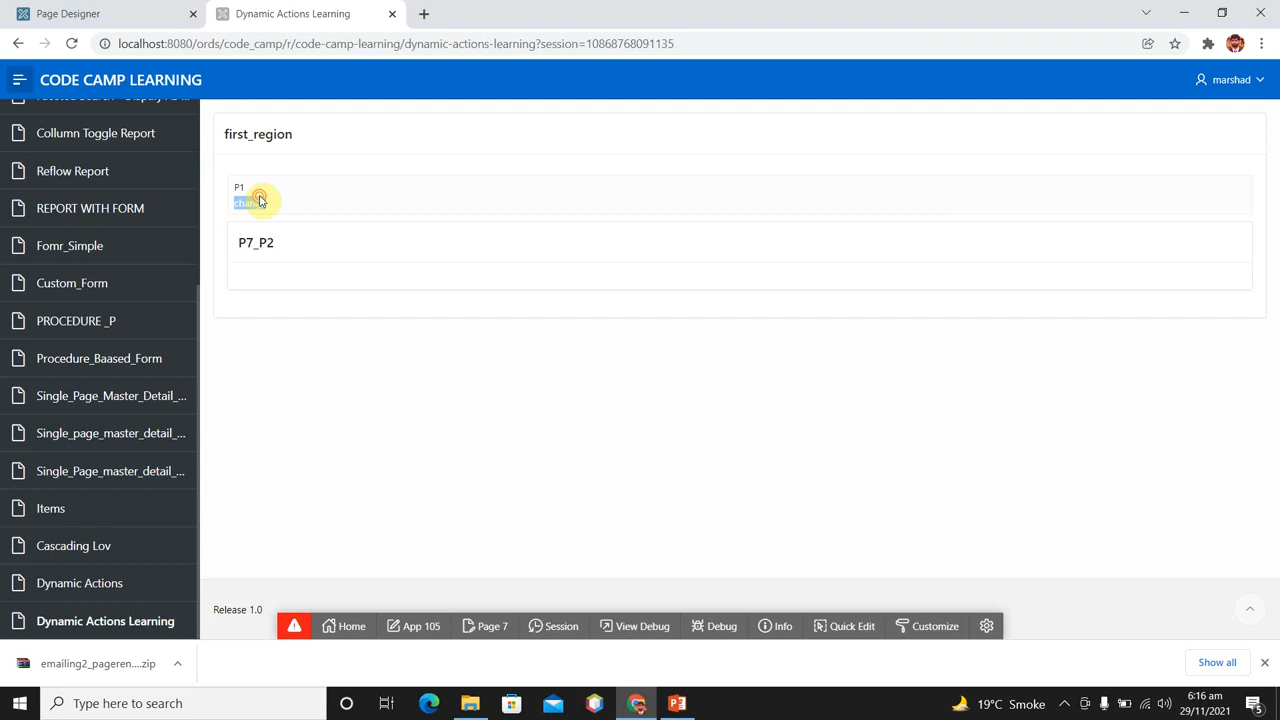 Page Designer
Dynamic Actions Learning
localhost:8080/ords/code_camp/r/code-camp-learning/dynamic-actions-learning?session=10868768091135
CODE CAMP LEARNING
marshad
first_region
Collumn Toggle Report
Reflow Report
REPORT WITH FORM
Fomr_Simple
Custom_Form
PROCEDURE _P
Procedure_Baased_Form
Single_Page_Master_Detail_...
Single_page_master_detail_...
Single_Page_master_detail_...
Items
Cascading Lov
Dynamic Actions
Dynamic Actions Learning
P1
P7_P2
Release 1.0
Home
App 105
Page 7
Session
View Debug
Debug
Info
Quick Edit
Customize
emailing2_pageren....zip
Show all
Type here to search
19°C Smoke
6:16 am
29/11/2021
5